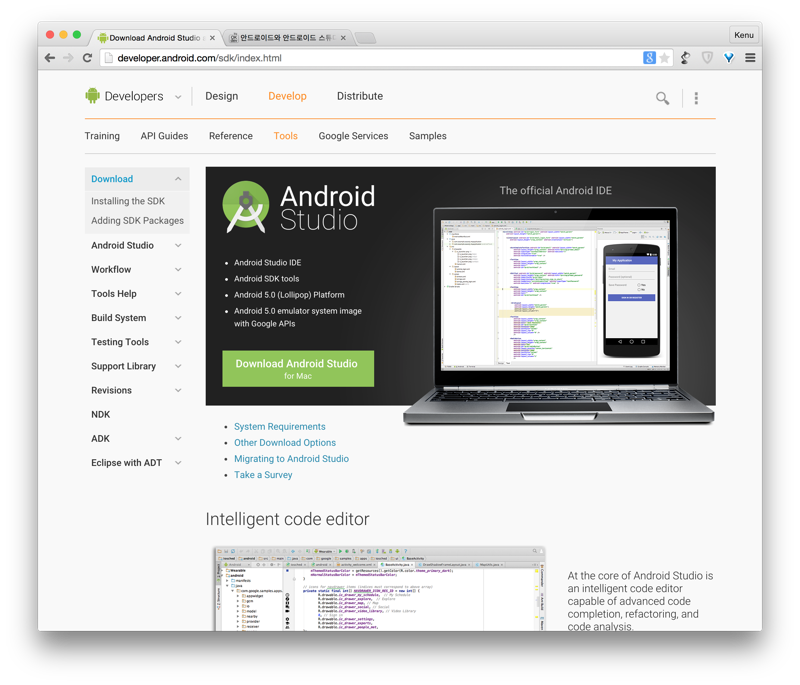 Download Android Studio
안드로이드와 안드로이드 스튜
Kenu
developer.android.com/sdk/index.html
Developers
Design
Develop
Distribute
Training
API Guides
Reference
Tools
Google Services
Samples
Download
Installing the SDK
Adding SDK Packages
Android Studio
Workflow
Tools Help
Build System
Testing Tools
Support Library
Revisions
NDK
ADK
Eclipse with ADT
Android
Studio
Android Studio IDE
Android SDK tools
Android 5.0 (Lollipop) Platform
Android 5.0 emulator system image
with Google APIs
Download Android Studio
for Mac
The official Android IDE
My Application
System Requirements
Other Download Options
Migrating to Android Studio
Take a Survey
Intelligent code editor
At the core of Android Studio is
an intelligent code editor
capable of advanced code
completion, refactoring, and
code analysis.